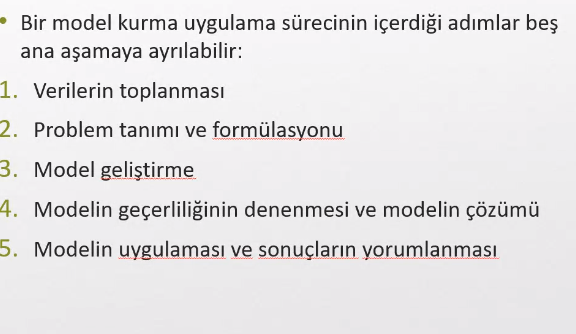 • Bir model kurma uygulama sürecinin içerdiği adımlar beş
ana aşamaya ayrılabilir:
1. Verilerin toplanması
2. Problem tanımı ve formülasyonu
3. Model geliştirme
4. Modelin geçerliliğinin denenmesi ve modelin çözümü
5. Modelin uygulaması ve sonuçların yorumlanması